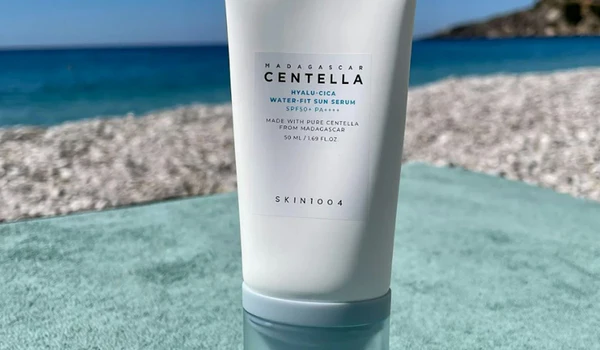 MADAGASCAR
CENTELLA
HYALU-CICA
WATER-FIT SUN SERUM
SPF50+ PA++++
MADE WITH PURE CENTELLA
FROM MADAGASCAR
50 ML / 1.69 FL.OZ
SKIN1004